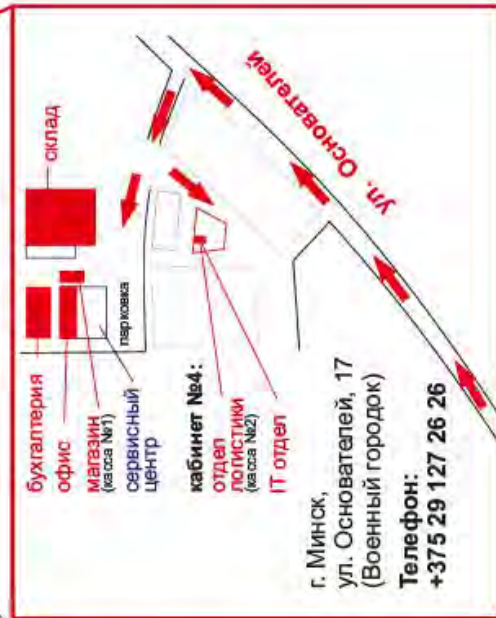 ул. Основателей
склад
парковка
бухгалтерия
офис
магазин
(касса №1)
сервисный
центр
кабинет №4:
отдел
логистики
(касса №2)
IT отдел
г. Минск,
ул. Основателей, 17
(Военный городок)
Телефон:
+375 29 127 26 26